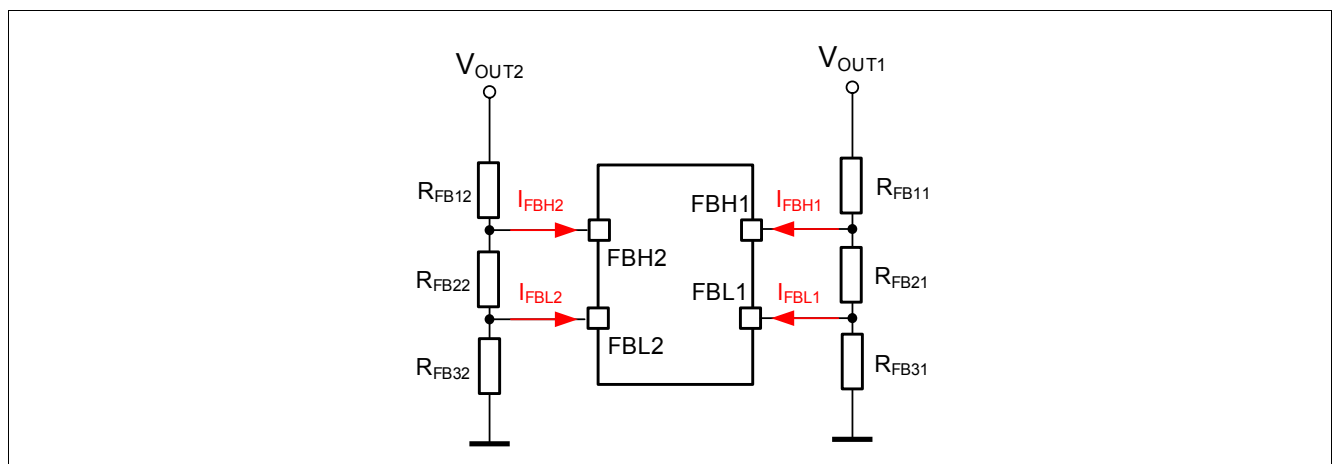 VOUT2
VOUT1
RFB12
IFBH2
FBH1
IFBH1
RFB11
FBH2
RFB22
IFBL2
FBL1
IFBL1
RFB21
FBL2
RFB32
RFB31